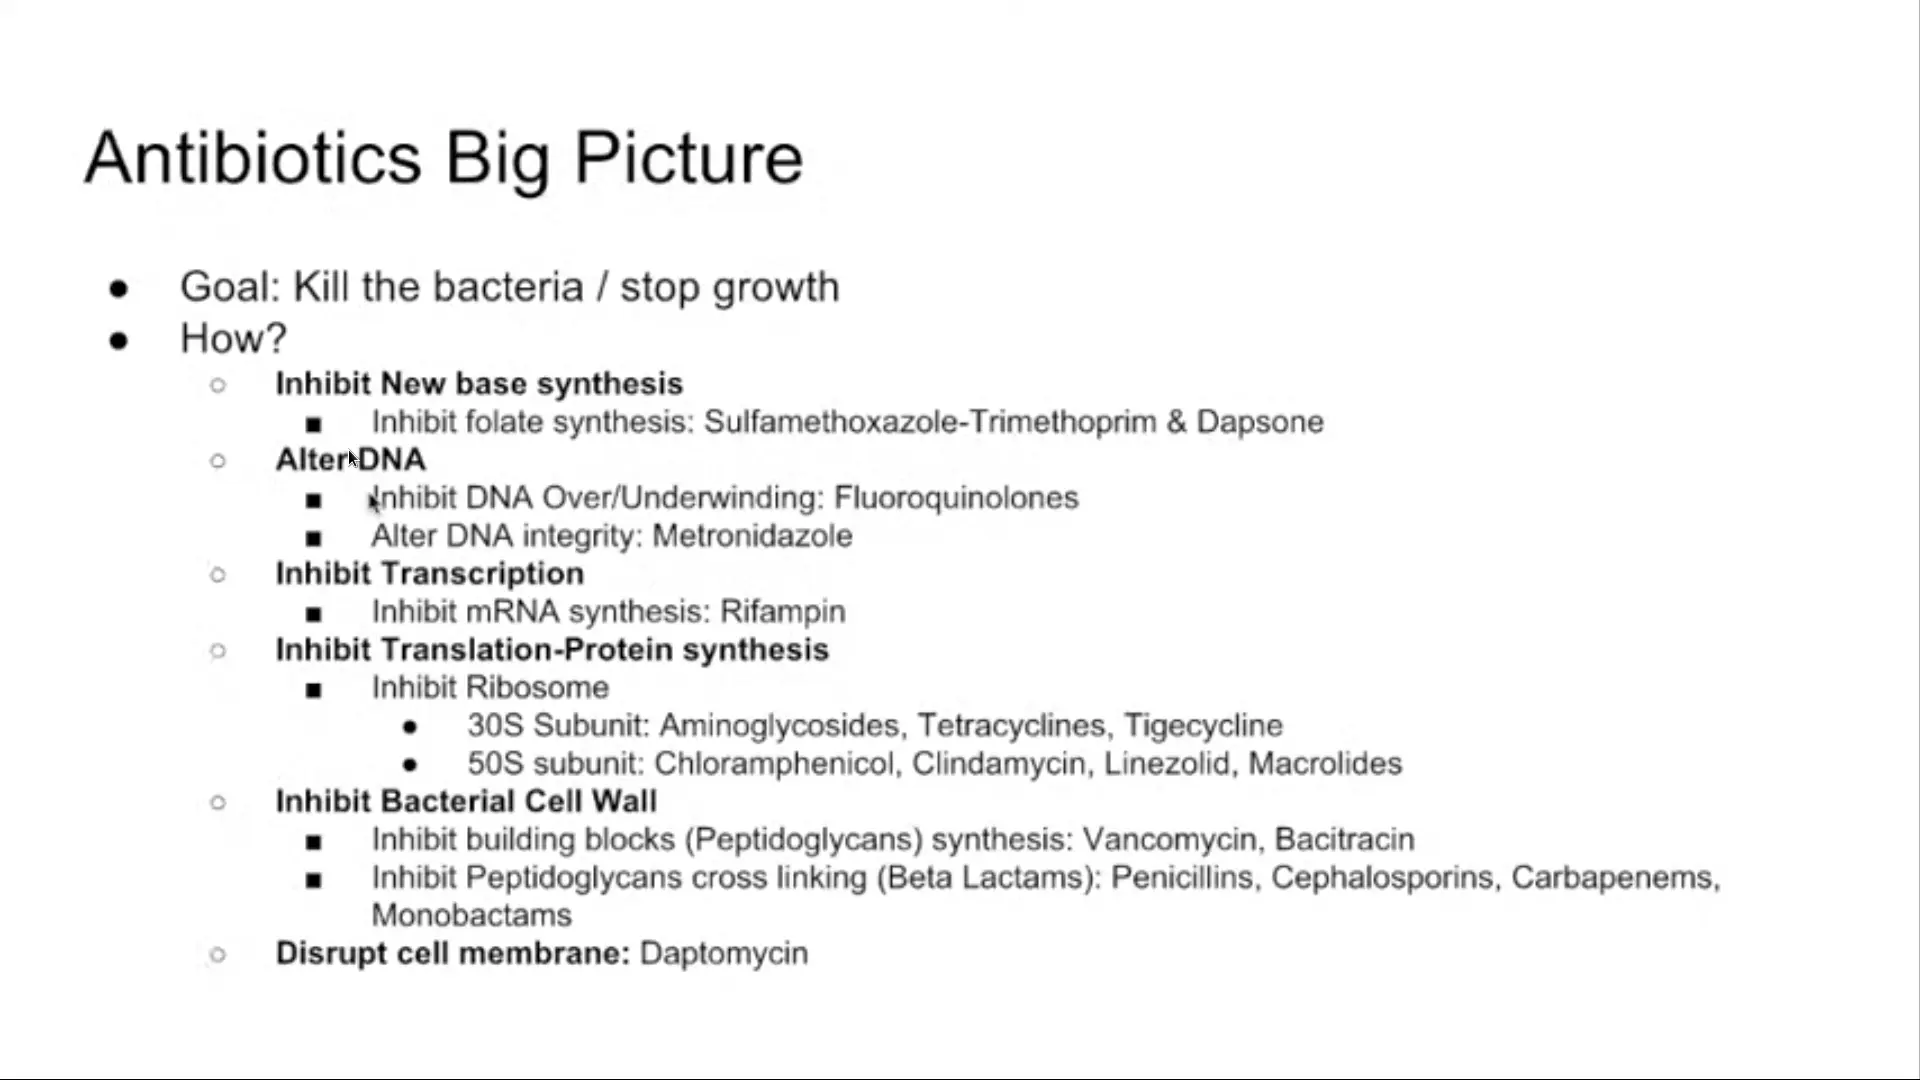 Antibiotics Big Picture
● Goal: Kill the bacteria / stop growth
● How?
○ Inhibit New base synthesis
■ Inhibit folate synthesis: Sulfamethoxazole-Trimethoprim & Dapsone
○ Alter DNA
■ Inhibit DNA Over/Underwinding: Fluoroquinolones
■ Alter DNA integrity: Metronidazole
○ Inhibit Transcription
■ Inhibit mRNA synthesis: Rifampin
○ Inhibit Translation-Protein synthesis
■ Inhibit Ribosome
● 30S Subunit: Aminoglycosides, Tetracyclines, Tigecycline
● 50S subunit: Chloramphenicol, Clindamycin, Linezolid, Macrolides
○ Inhibit Bacterial Cell Wall
■ Inhibit building blocks (Peptidoglycans) synthesis: Vancomycin, Bacitracin
■ Inhibit Peptidoglycans cross linking (Beta Lactams): Penicillins, Cephalosporins, Carbapenems,
Monobactams
○ Disrupt cell membrane: Daptomycin